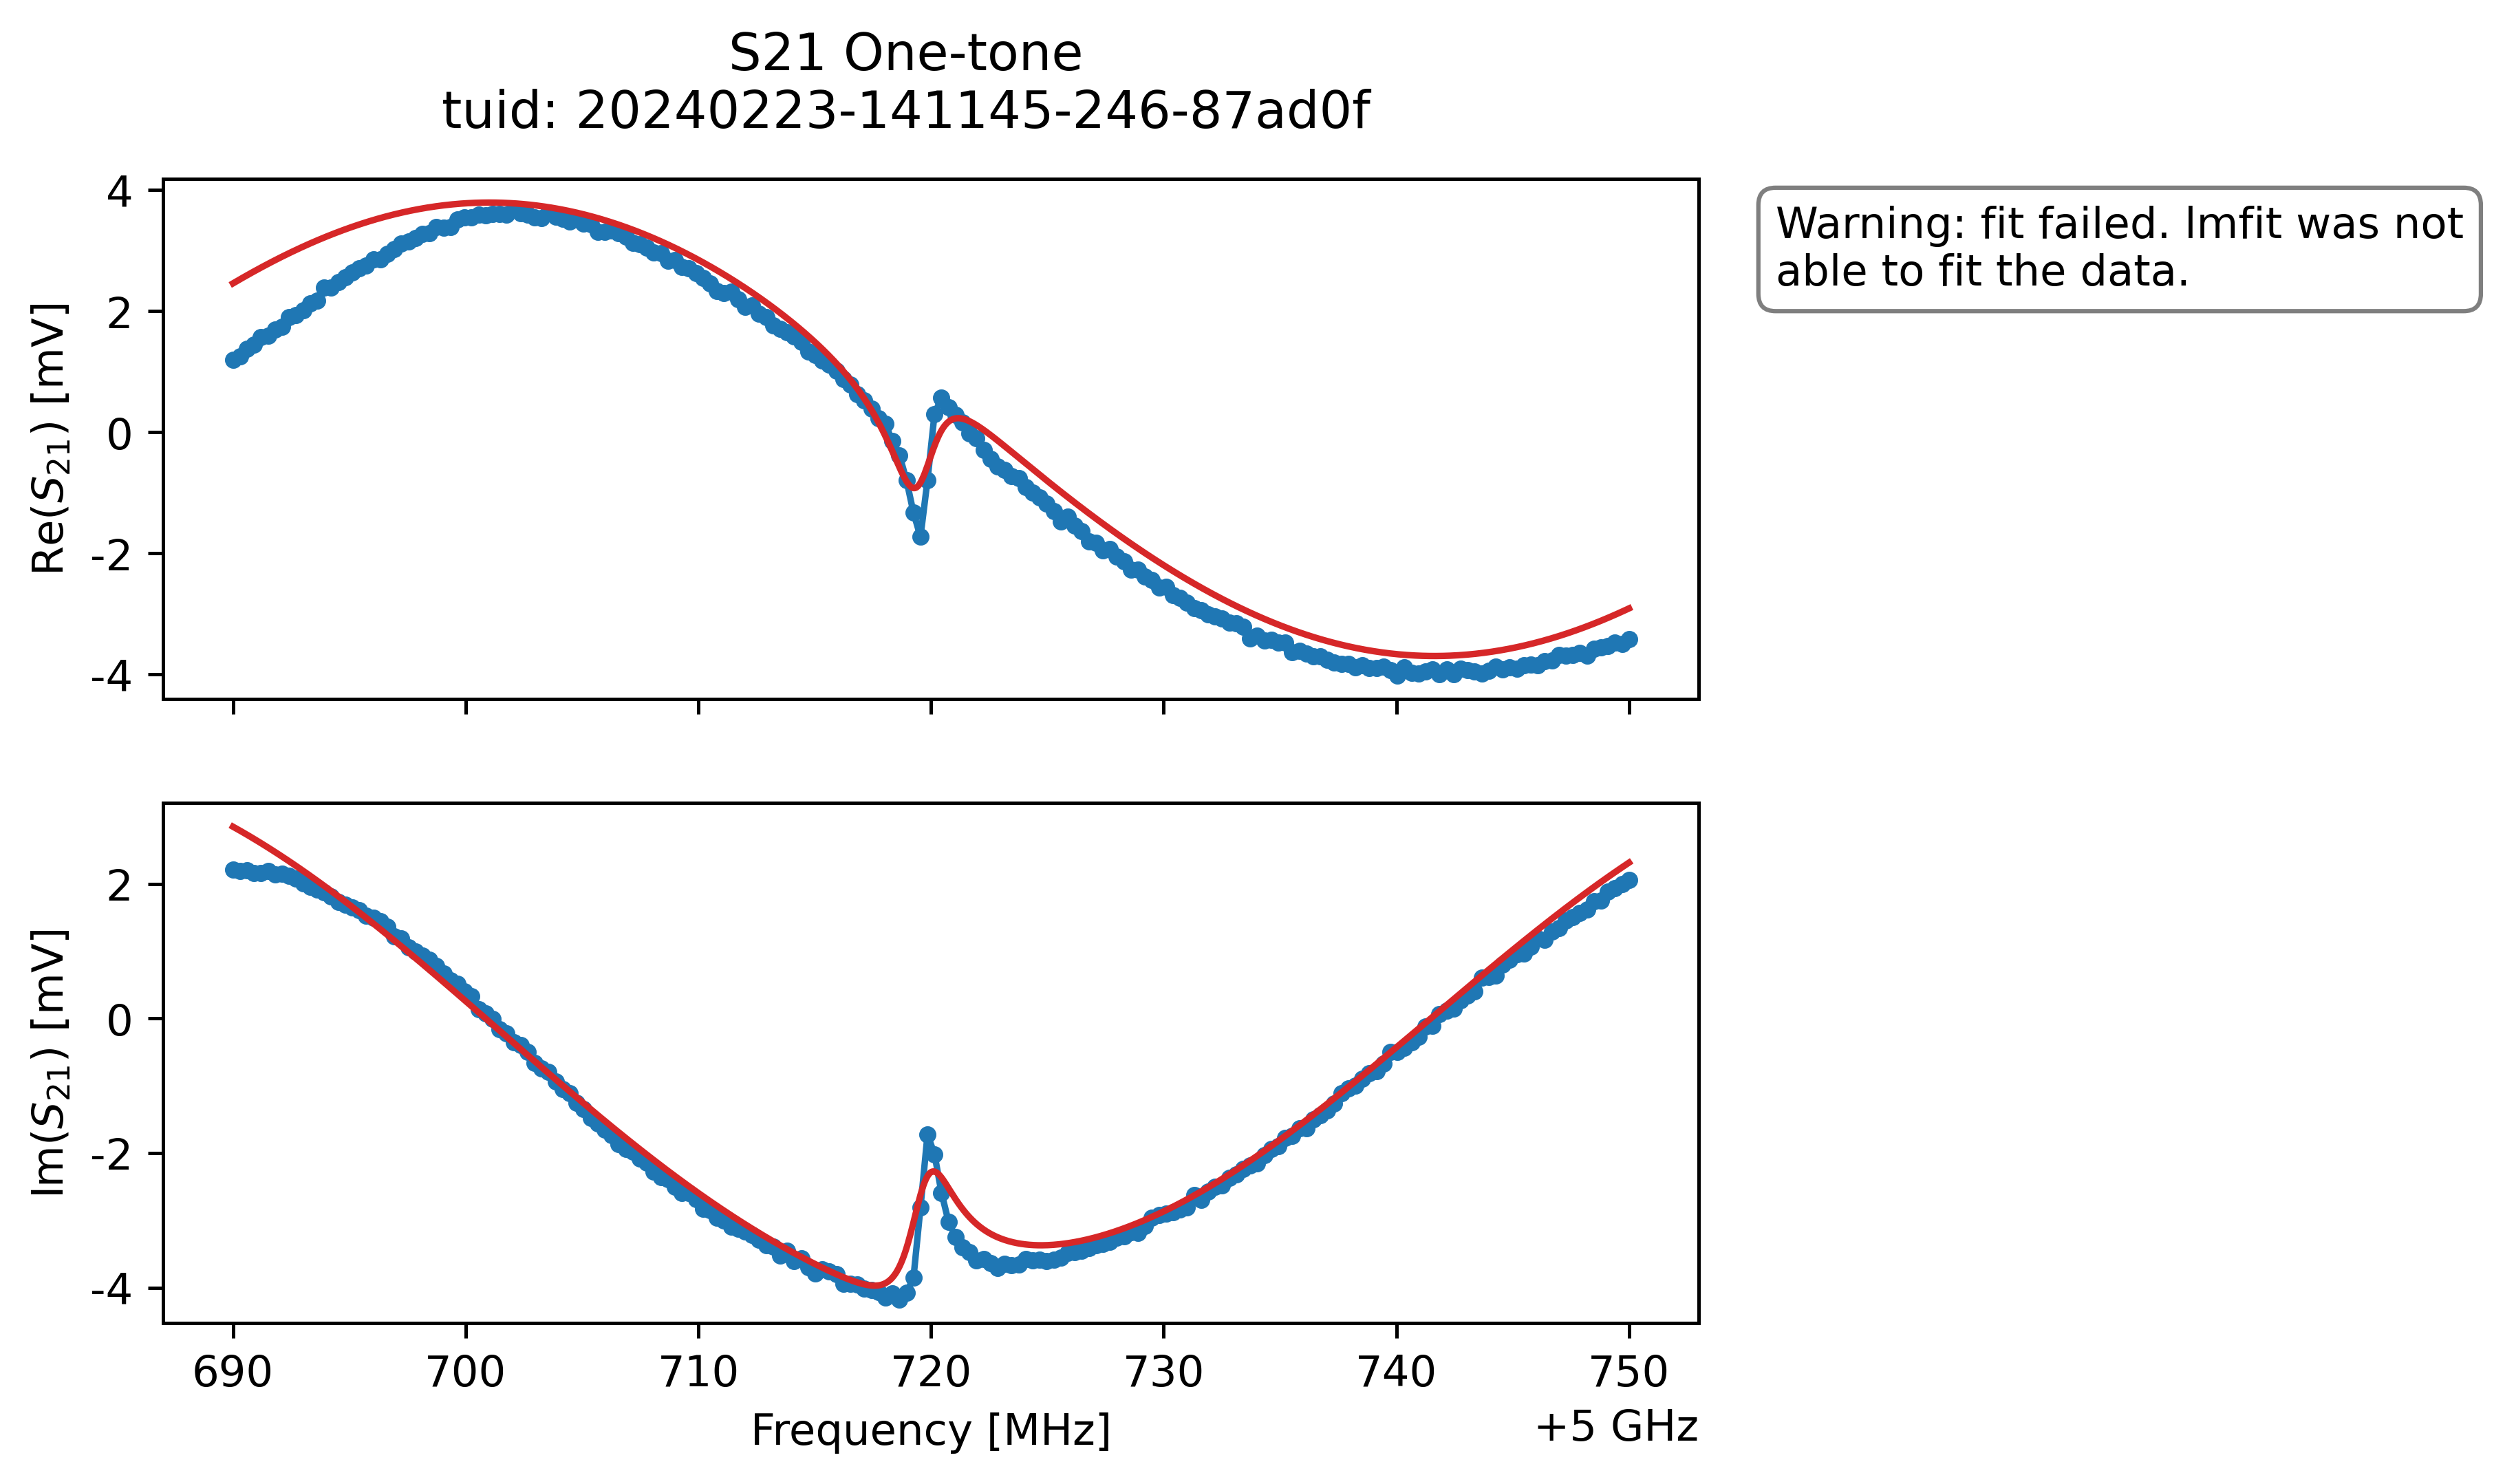 S21 One-tone
tuid: 20240223-141145-246-87ad0f
Warning: fit failed. lmfit was not
able to fit the data.
4
2
0
-2
-4
Re(S21) [mV]
2
0
-2
-4
Im(S21) [mV]
690 700 710 720 730 740 750
Frequency [MHz]
+5 GHz